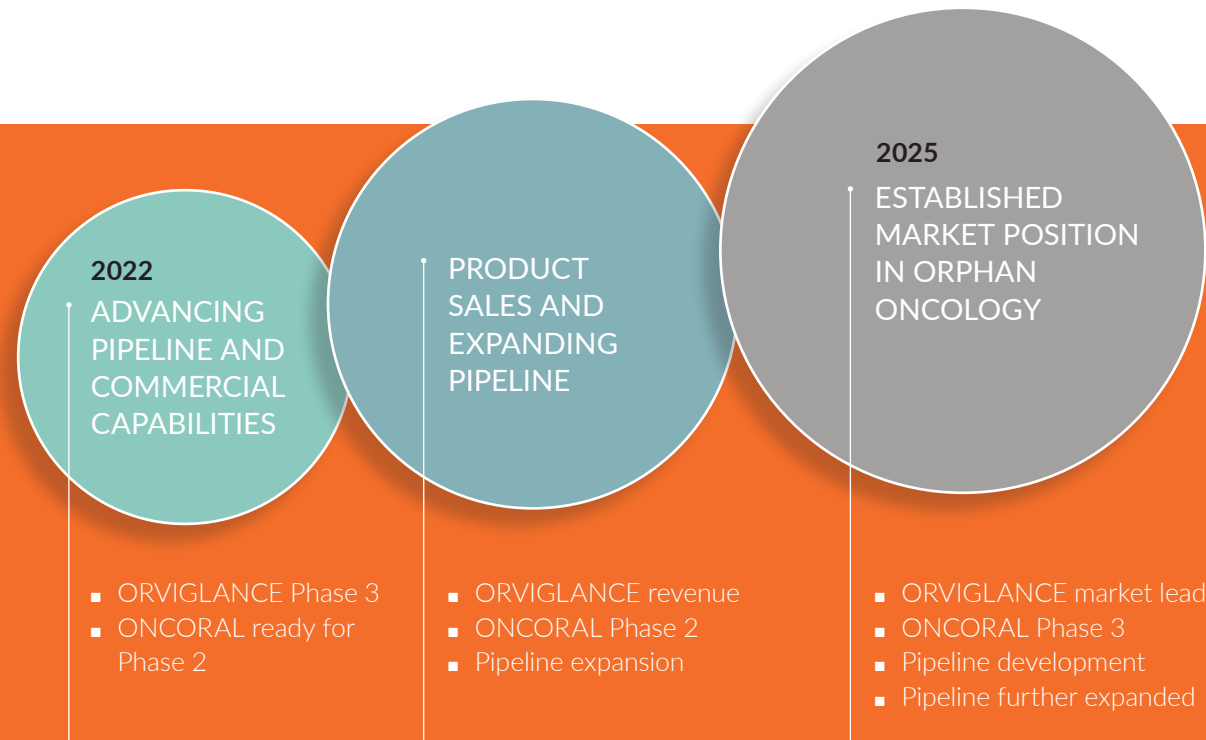 2022
ADVANCING
PIPELINE AND
COMMERCIAL
CAPABILITIES
■ ORVIGLANCE Phase 3
■ ONCORAL ready for
Phase 2
PRODUCT
SALES AND
EXPANDING
PIPELINE
■ ORVIGLANCE revenue
■ ONCORAL Phase 2
■ Pipeline expansion
2025
ESTABLISHED
MARKET POSITION
IN ORPHAN
ONCOLOGY
■ ORVIGLANCE market lead
■ ONCORAL Phase 3
■ Pipeline development
■ Pipeline further expanded